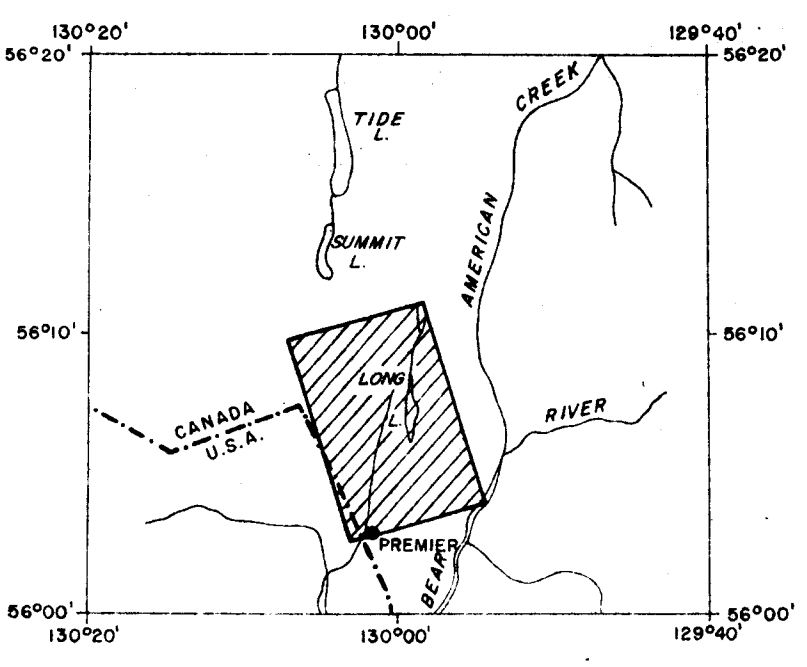 130°20'
130°00'
129°40'
56°20'
56°20'
CREEK
TIDE
L.
AMERICAN
SUMMIT
L.
56°10'
56°10'
LONG
L.
CANADA
U.S.A.
RIVER
PREMIER
BEAR
56°00'
56°00'
130°20'
130°00'
129°40'